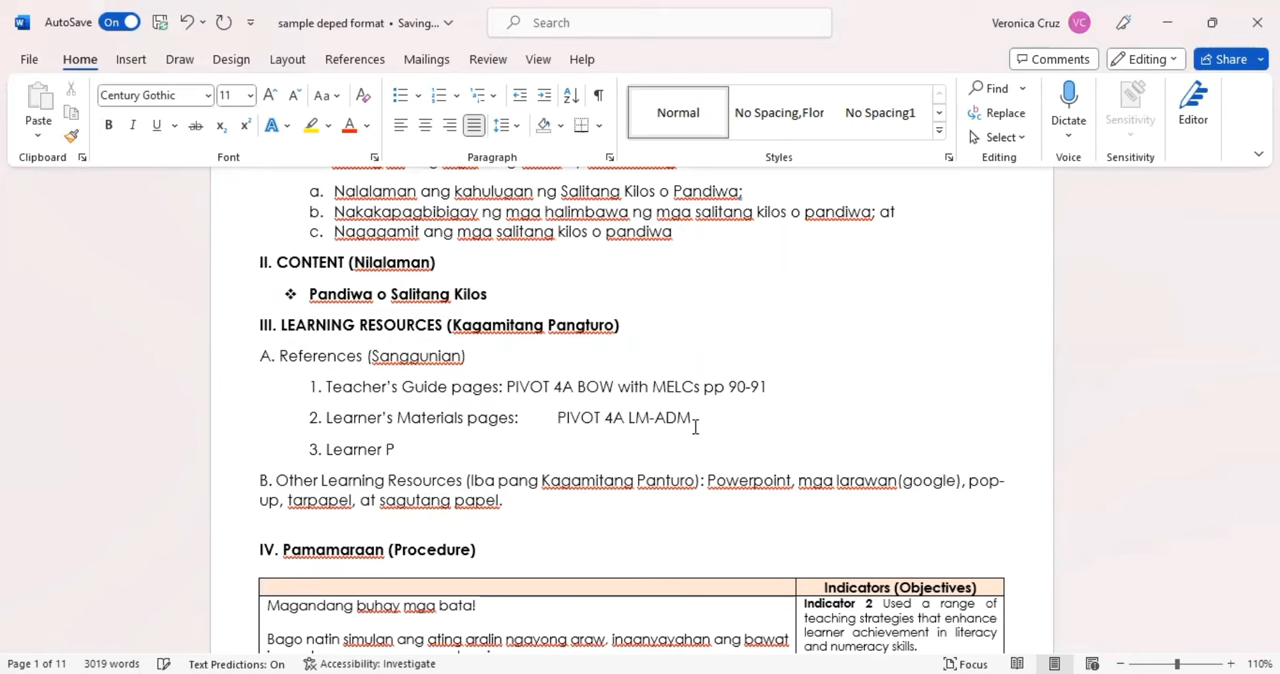 AutoSave On sample deped format • Saving... Search Veronica Cruz VC
File Home Insert Draw Design Layout References Mailings Review View Help Comments Editing Share
Century Gothic 11 Aa Normal No Spacing,Flor No Spacing1 Find
Paste Replace Dictate Sensitivity Editor
Select
Clipboard Font Paragraph Styles Editing Voice Sensitivity Editor
a. Nalalaman ang kahulugan ng Salitang Kilos o Pandiwa;
b. Nakakapagbibigay ng mga halimbawa ng mga salitang kilos o pandiwa; at
c. Nagagamit ang mga salitang kilos o pandiwa
II. CONTENT (Nilalaman)
Pandiwa o Salitang Kilos
III. LEARNING RESOURCES (Kagamitang Pangturo)
A. References (Sanggunian)
1. Teacher's Guide pages: PIVOT 4A BOW with MELCs pp 90-91
2. Learner's Materials pages: PIVOT 4A LM-ADM
3. Learner P
B. Other Learning Resources (Iba pang Kagamitang Panturo): Powerpoint, mga larawan(google), pop-
up, tarpapel, at sagutang papel.
IV. Pamamaraan (Procedure)
Indicators (Objectives)
Magandang buhay mga bata!
Bago natin simulan ang ating aralin ngayong araw, inaanyayahan ang bawat
Indicator 2 Used a range of
teaching strategies that enhance
learner achievement in literacy
and numeracy skills.
Page 1 of 11 3019 words Text Predictions: On Accessibility: Investigate Focus 110%